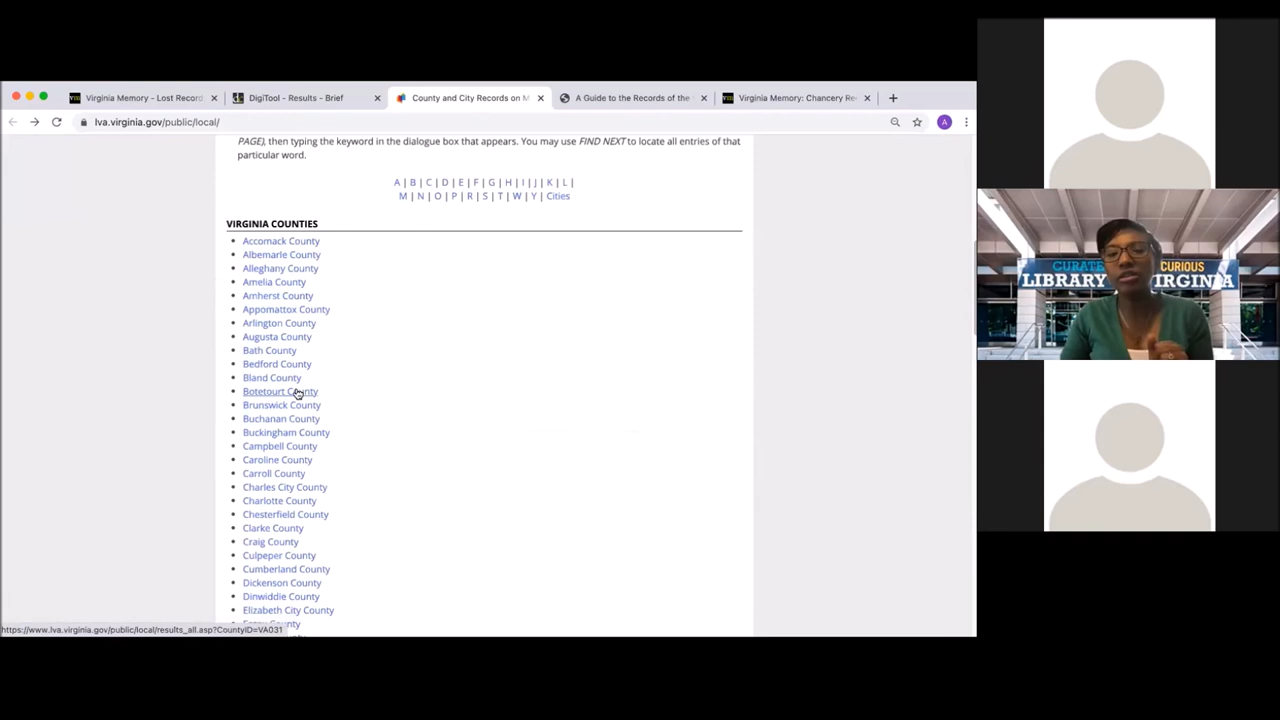 Virginia Memory - Lost Record
DigiTool - Results - Brief
County and City Records on M
A Guide to the Records of the
Virginia Memory: Chancery Re
lva.virginia.gov/public/local/
A
PAGE), then typing the keyword in the dialogue box that appears. You may use FIND NEXT to locate all entries of that
particular word.
A | B | C | D | E | F | G | H | I | J | K | L |
M | N | O | P | R | S | T | W | Y | Cities
VIRGINIA COUNTIES
Accomack County
Albemarle County
Alleghany County
Amelia County
Amherst County
Appomattox County
Arlington County
Augusta County
Bath County
Bedford County
Bland County
Botetourt County
Brunswick County
Buchanan County
Buckingham County
Campbell County
Caroline County
Carroll County
Charles City County
Charlotte County
Chesterfield County
Clarke County
Craig County
Culpeper County
Cumberland County
Dickenson County
Dinwiddie County
Elizabeth City County
https://www.lva.virginia.gov/public/local/results_all.asp?CountyID=VA031
CURATE
CURIOUS
LIBRARY
IRGINIA